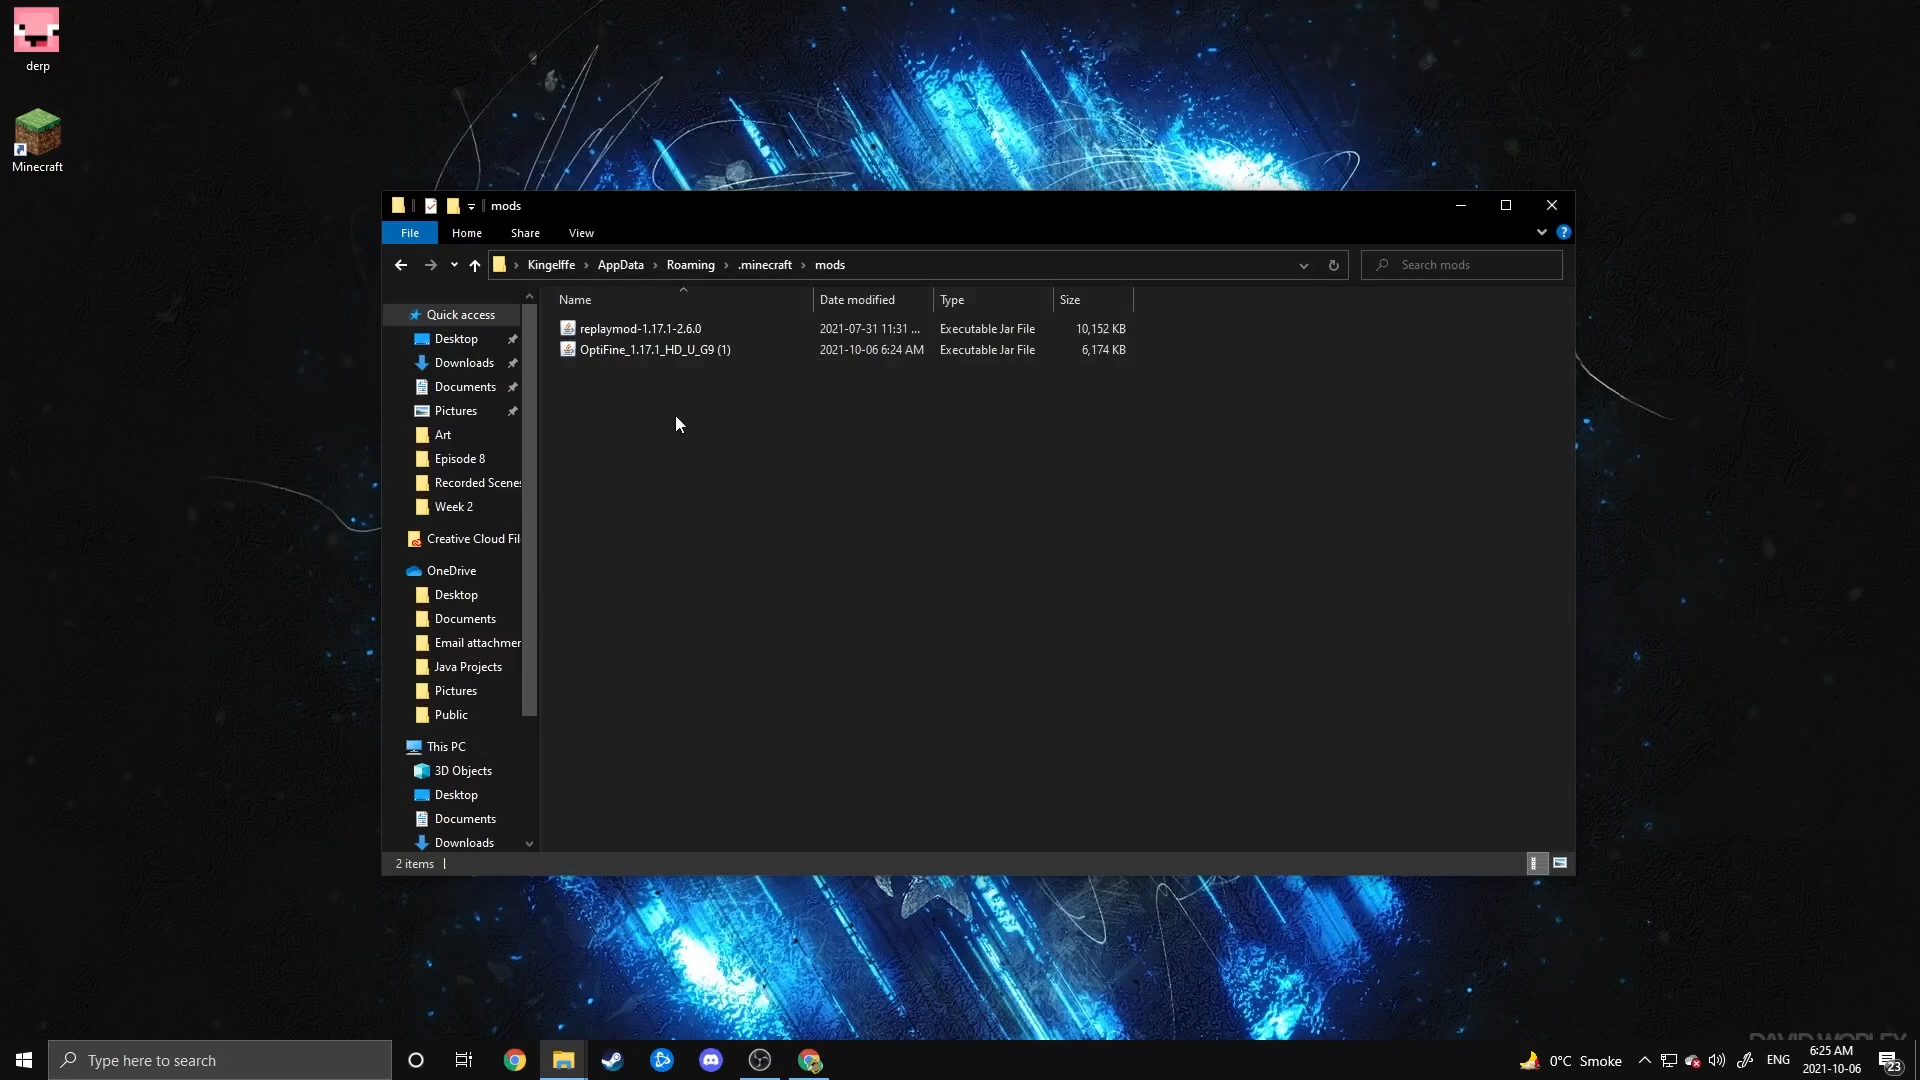 derp
Minecraft
mods
File Home Share View
Kingelffe › AppData › Roaming › .minecraft › mods
Search mods
Name Date modified Type Size
replaymod-1.17.1-2.6.0 2021-07-31 11:31 ... Executable Jar File 10,152 KB
OptiFine_1.17.1_HD_U_G9 (1) 2021-10-06 6:24 AM Executable Jar File 6,174 KB
Quick access
Desktop
Downloads
Documents
Pictures
Art
Episode 8
Recorded Scenes
Week 2
Creative Cloud Fil
OneDrive
Desktop
Documents
Email attachmer
Java Projects
Pictures
Public
This PC
3D Objects
Desktop
Documents
Downloads
2 items
Type here to search
0°C Smoke
ENG
6:25 AM
2021-10-06
23